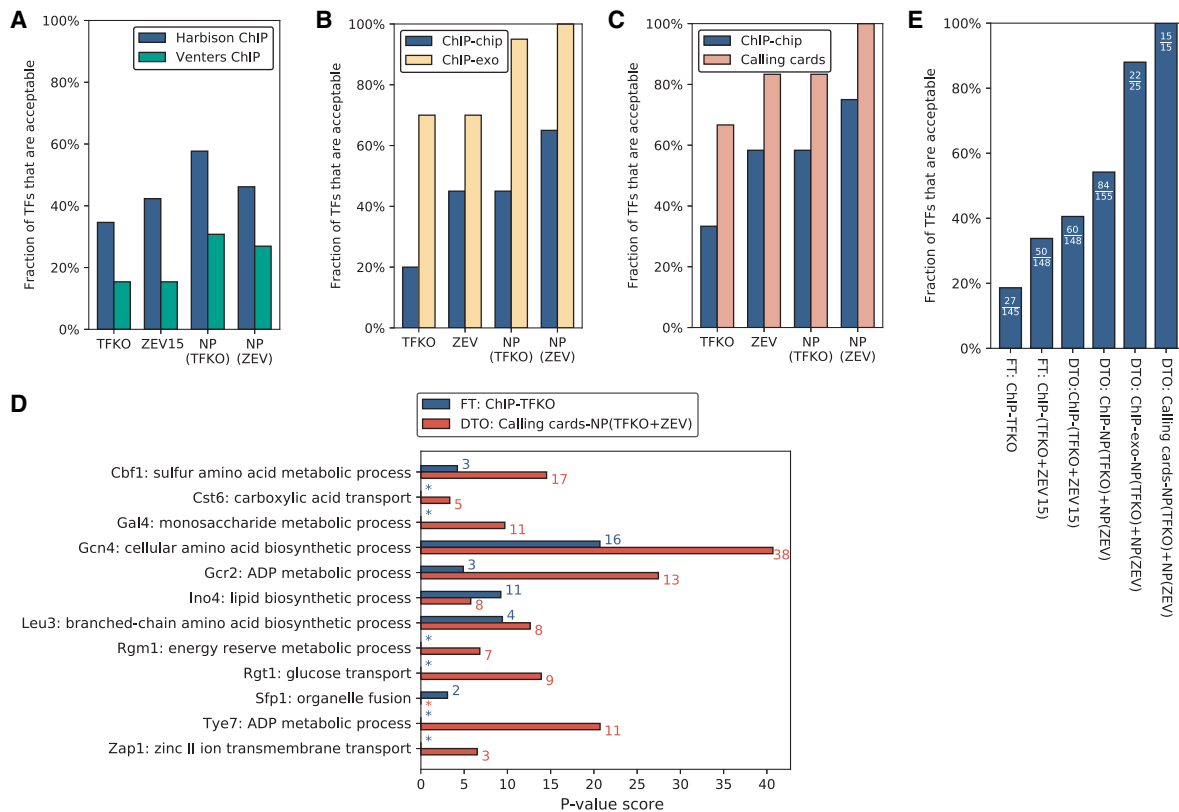 A
100%
80%
60%
40%
20%
0%
Fraction of TFs that are acceptable
Harbison ChIP
Venters ChIP
TFKO
ZEV15
NP
(TFKO)
NP
(ZEV)
B
100%
80%
60%
40%
20%
0%
Fraction of TFs that are acceptable
ChIP-chip
ChIP-exo
TFKO
ZEV
NP
(TFKO)
NP
(ZEV)
C
100%
80%
60%
40%
20%
0%
Fraction of TFs that are acceptable
ChIP-chip
Calling cards
TFKO
ZEV
NP
(TFKO)
NP
(ZEV)
E
100%
80%
60%
40%
20%
0%
Fraction of TFs that are acceptable
27
145
50
148
60
148
84
155
22
25
15
15
FT: ChIP-TFKO
FT: ChIP-(TFKO+ZEV15)
DTO:ChIP-(TFKO+ZEV15)
DTO: ChIP-NP(TFKO)+NP(ZEV)
DTO: ChIP-exo-NP(TFKO)+NP(ZEV)
DTO: Calling cards-NP(TFKO)+NP(ZEV)
D
FT: ChIP-TFKO
DTO: Calling cards-NP(TFKO+ZEV)
Cbf1: sulfur amino acid metabolic process
3
17
Cst6: carboxylic acid transport
*
5
Gal4: monosaccharide metabolic process
*
11
Gcn4: cellular amino acid biosynthetic process
16
38
Gcr2: ADP metabolic process
3
13
Ino4: lipid biosynthetic process
11
8
Leu3: branched-chain amino acid biosynthetic process
4
8
Rgm1: energy reserve metabolic process
*
7
Rgt1: glucose transport
*
9
Sfp1: organelle fusion
2
*
Tye7: ADP metabolic process
*
11
Zap1: zinc II ion transmembrane transport
*
3
0 5 10 15 20 25 30 35 40
P-value score